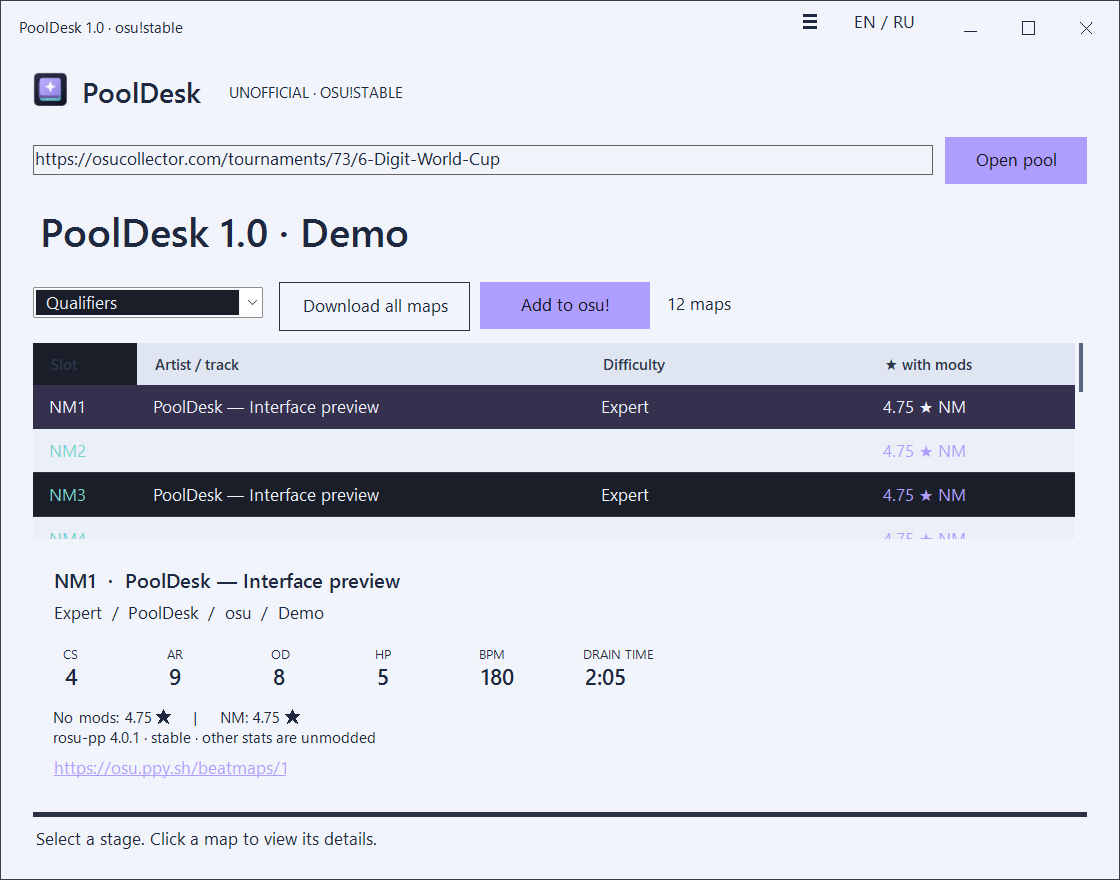 PoolDesk 1.0 · osu!stable
EN / RU
PoolDesk
UNOFFICIAL · OSU!STABLE
https://osucollector.com/tournaments/73/6-Digit-World-Cup
Open pool
PoolDesk 1.0 · Demo
Qualifiers
Download all maps
Add to osu!
12 maps
Slot Artist / track Difficulty ★ with mods
NM1 PoolDesk — Interface preview Expert 4.75 ★ NM
NM2 4.75 ★ NM
NM3 PoolDesk — Interface preview Expert 4.75 ★ NM
NM4 4.75 ★ NM
NM1 · PoolDesk — Interface preview
Expert / PoolDesk / osu / Demo
CS AR OD HP BPM DRAIN TIME
4 9 8 5 180 2:05
No mods: 4.75 ★ | NM: 4.75 ★
rosu-pp 4.0.1 · stable · other stats are unmodded
https://osu.ppy.sh/beatmaps/1
Select a stage. Click a map to view its details.